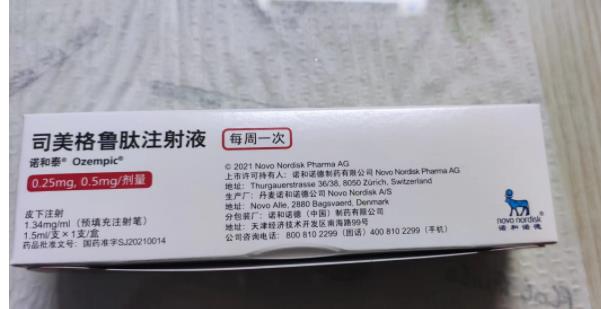 司美格鲁肽注射液
每周一次
诺和泰® Ozempic®
0.25mg, 0.5mg/剂量
皮下注射
1.34mg/ml（预填充注射笔）
1.5ml/支×1支/盒
药品批准文号：国药准字SJ20210014
© 2021 Novo Nordisk Pharma AG
上市许可持有人：诺和诺德制药有限公司 Novo Nordisk Pharma AG
地址：Thurgauerstrasse 36/38, 8050 Zürich, Switzerland
生产厂：丹麦诺和诺德公司 Novo Nordisk A/S
地址：Novo Alle, 2880 Bagsvaerd, Denmark
分包装厂：诺和诺德（中国）制药有限公司
地址：天津经济技术开发区南海路99号
公司咨询电话：800 810 2299（固话）400 810 2299（手机）
novo nordisk®
诺和诺德